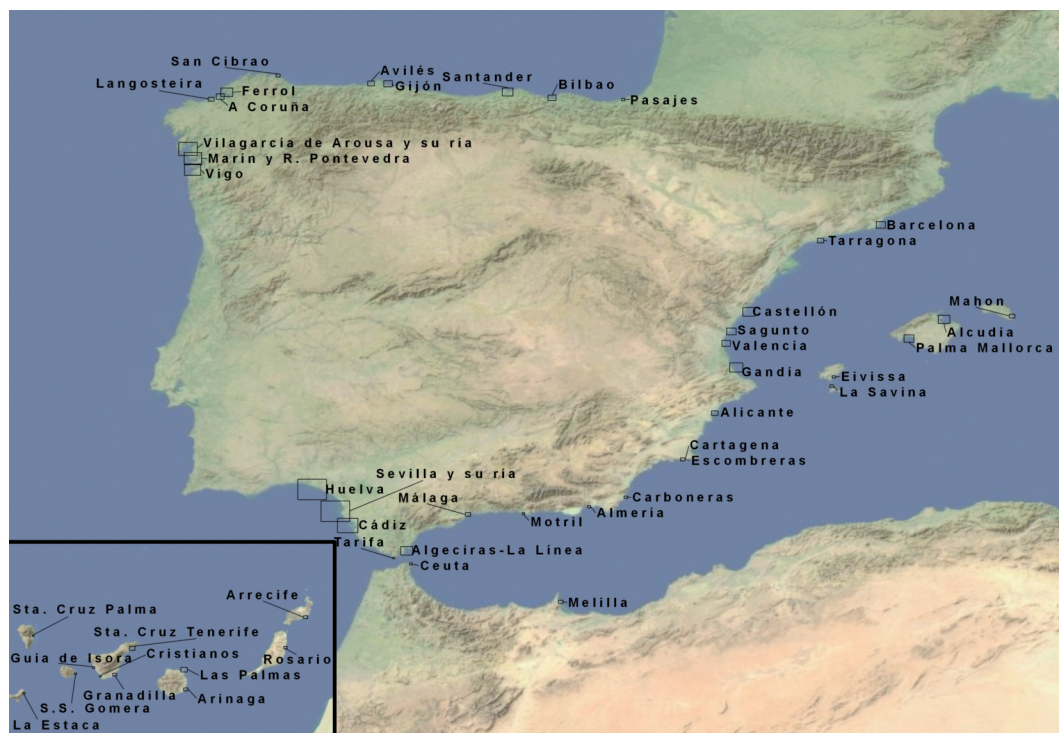 San Cibrao
Avilés
Langosteira
Ferrol
Gijón
Santander
Bilbao
A Coruña
Pasajes
Vilagarcia de Arousa y su ria
Marin y R. Pontevedra
Vigo
Barcelona
Tarragona
Mahon
Castellón
Sagunto
Alcudia
Valencia
Palma Mallorca
Gandia
Eivissa
La Savina
Alicante
Cartagena
Escombreras
Sevilla y su ria
Huelva
Málaga
Carboneras
Almeria
Motril
Cádiz
Tarifa
Algeciras-La Línea
Ceuta
Melilla
Arrecife
Sta. Cruz Palma
Sta. Cruz Tenerife
Guia de Isora
Cristianos
Rosario
Las Palmas
Granadilla
Arinaga
S.S. Gomera
La Estaca